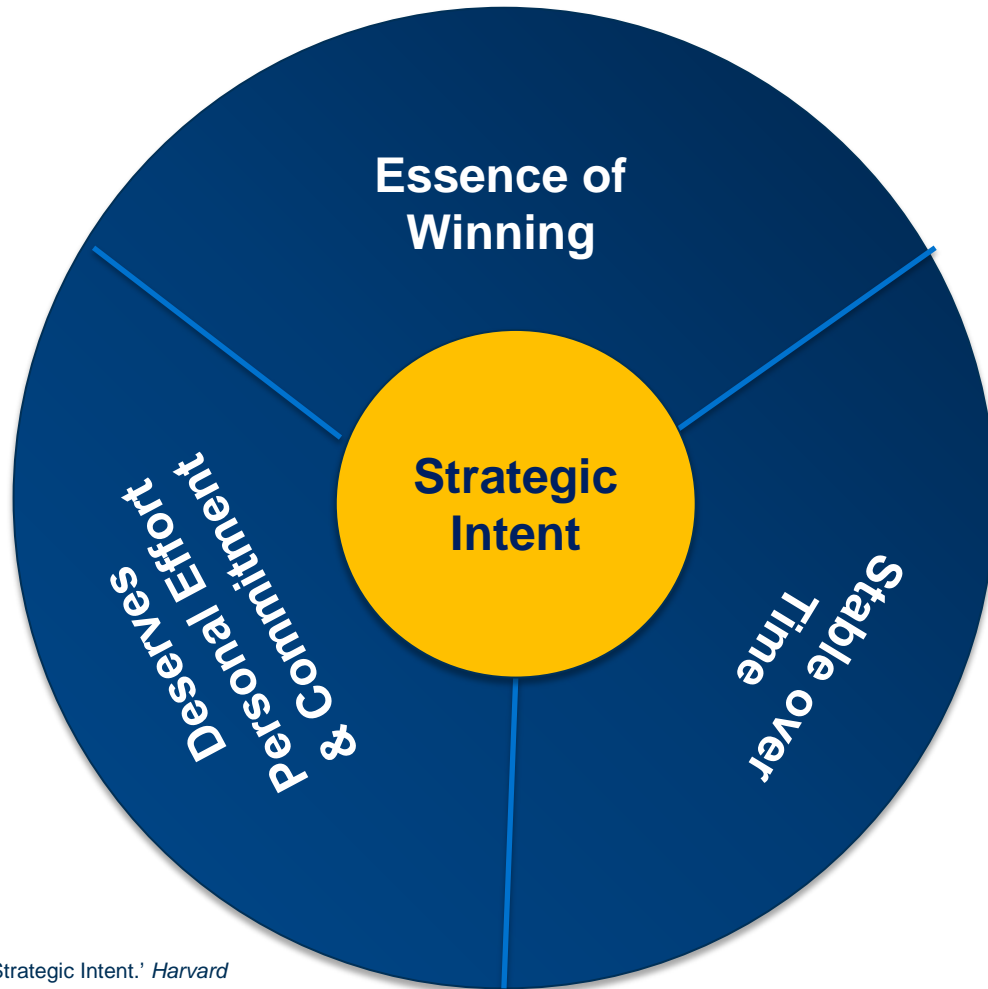 Essence of
Winning
Strategic
Intent
Deserves
Personal Effort
& Commitment
Stable over
Time
Strategic Intent.’ Harvard